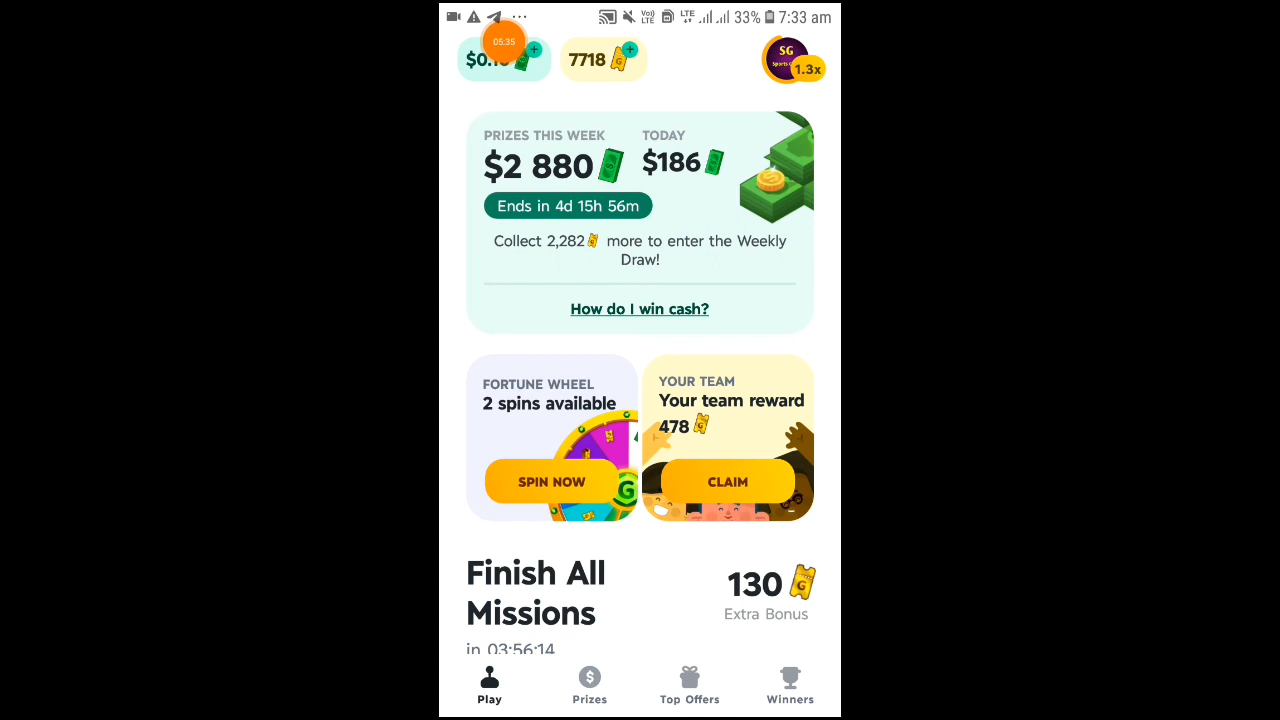 Vo) LTE LTE 33% 7:33 am
05:35
7718
SG
1.3x
PRIZES THIS WEEK TODAY
$2 880 $186
Ends in 4d 15h 56m
Collect 2,282 more to enter the Weekly
Draw!
How do I win cash?
FORTUNE WHEEL
2 spins available
SPIN NOW
YOUR TEAM
Your team reward
478
CLAIM
Finish All
Missions
in 03:56:14
130
Extra Bonus
Play Prizes Top Offers Winners